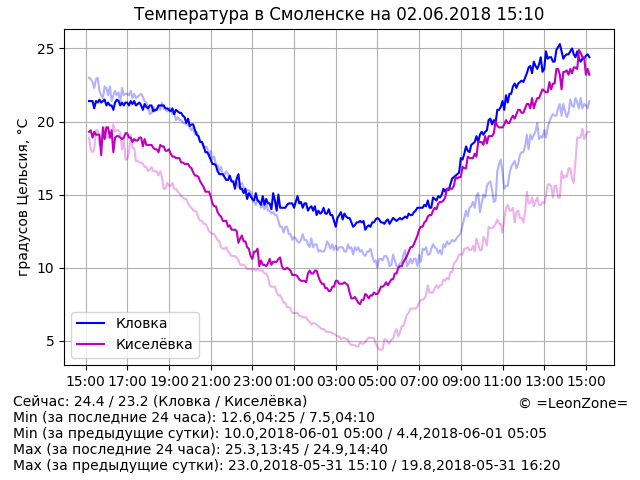 Температура в Смоленске на 02.06.2018 15:10
градусов Цельсия, °C
25
20
15
10
5
Кловка
Киселёвка
15:00 17:00 19:00 21:00 23:00 01:00 03:00 05:00 07:00 09:00 11:00 13:00 15:00
Сейчас: 24.4 / 23.2 (Кловка / Киселёвка)
© =LeonZone=
Min (за последние 24 часа): 12.6,04:25 / 7.5,04:10
Min (за предыдущие сутки): 10.0,2018-06-01 05:00 / 4.4,2018-06-01 05:05
Max (за последние 24 часа): 25.3,13:45 / 24.9,14:40
Max (за предыдущие сутки): 23.0,2018-05-31 15:10 / 19.8,2018-05-31 16:20